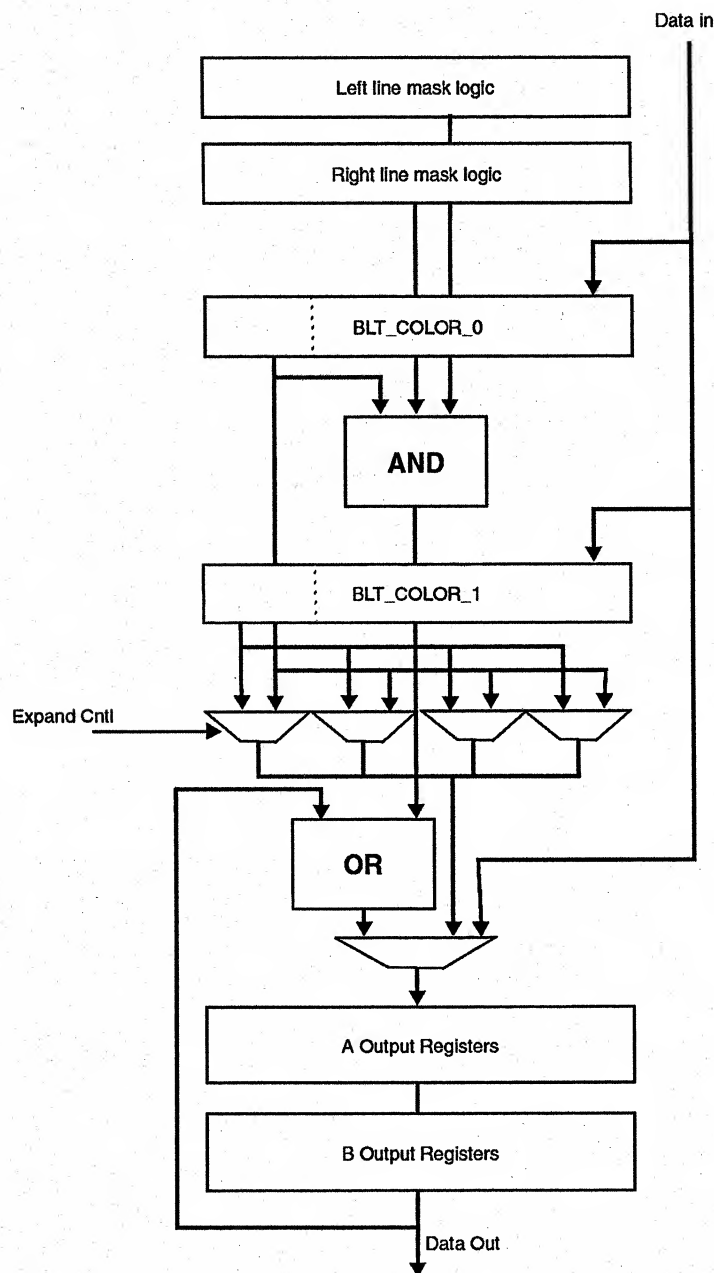 Data in
Left line mask logic
Right line mask logic
BLT_COLOR_0
AND
BLT_COLOR_1
Expand Cntl
OR
A Output Registers
B Output Registers
Data Out